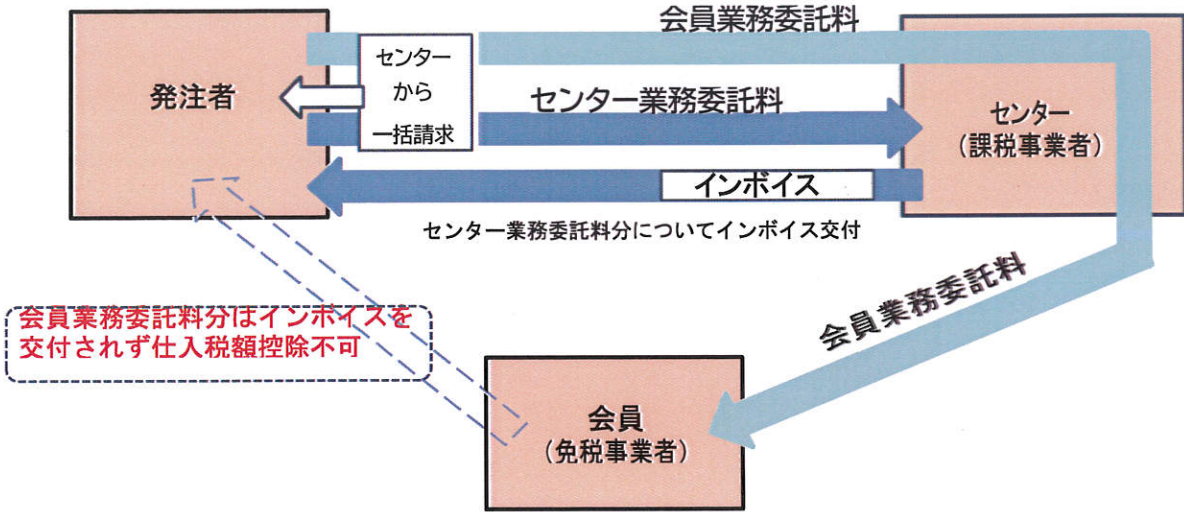 会員業務委託料
発注者
センター
から
一括請求
センター業務委託料
センター
(課税事業者)
インボイス
センター業務委託料分についてインボイス交付
会員業務委託料
会員業務委託料分はインボイスを
交付されず仕入税額控除不可
会員
(免税事業者)